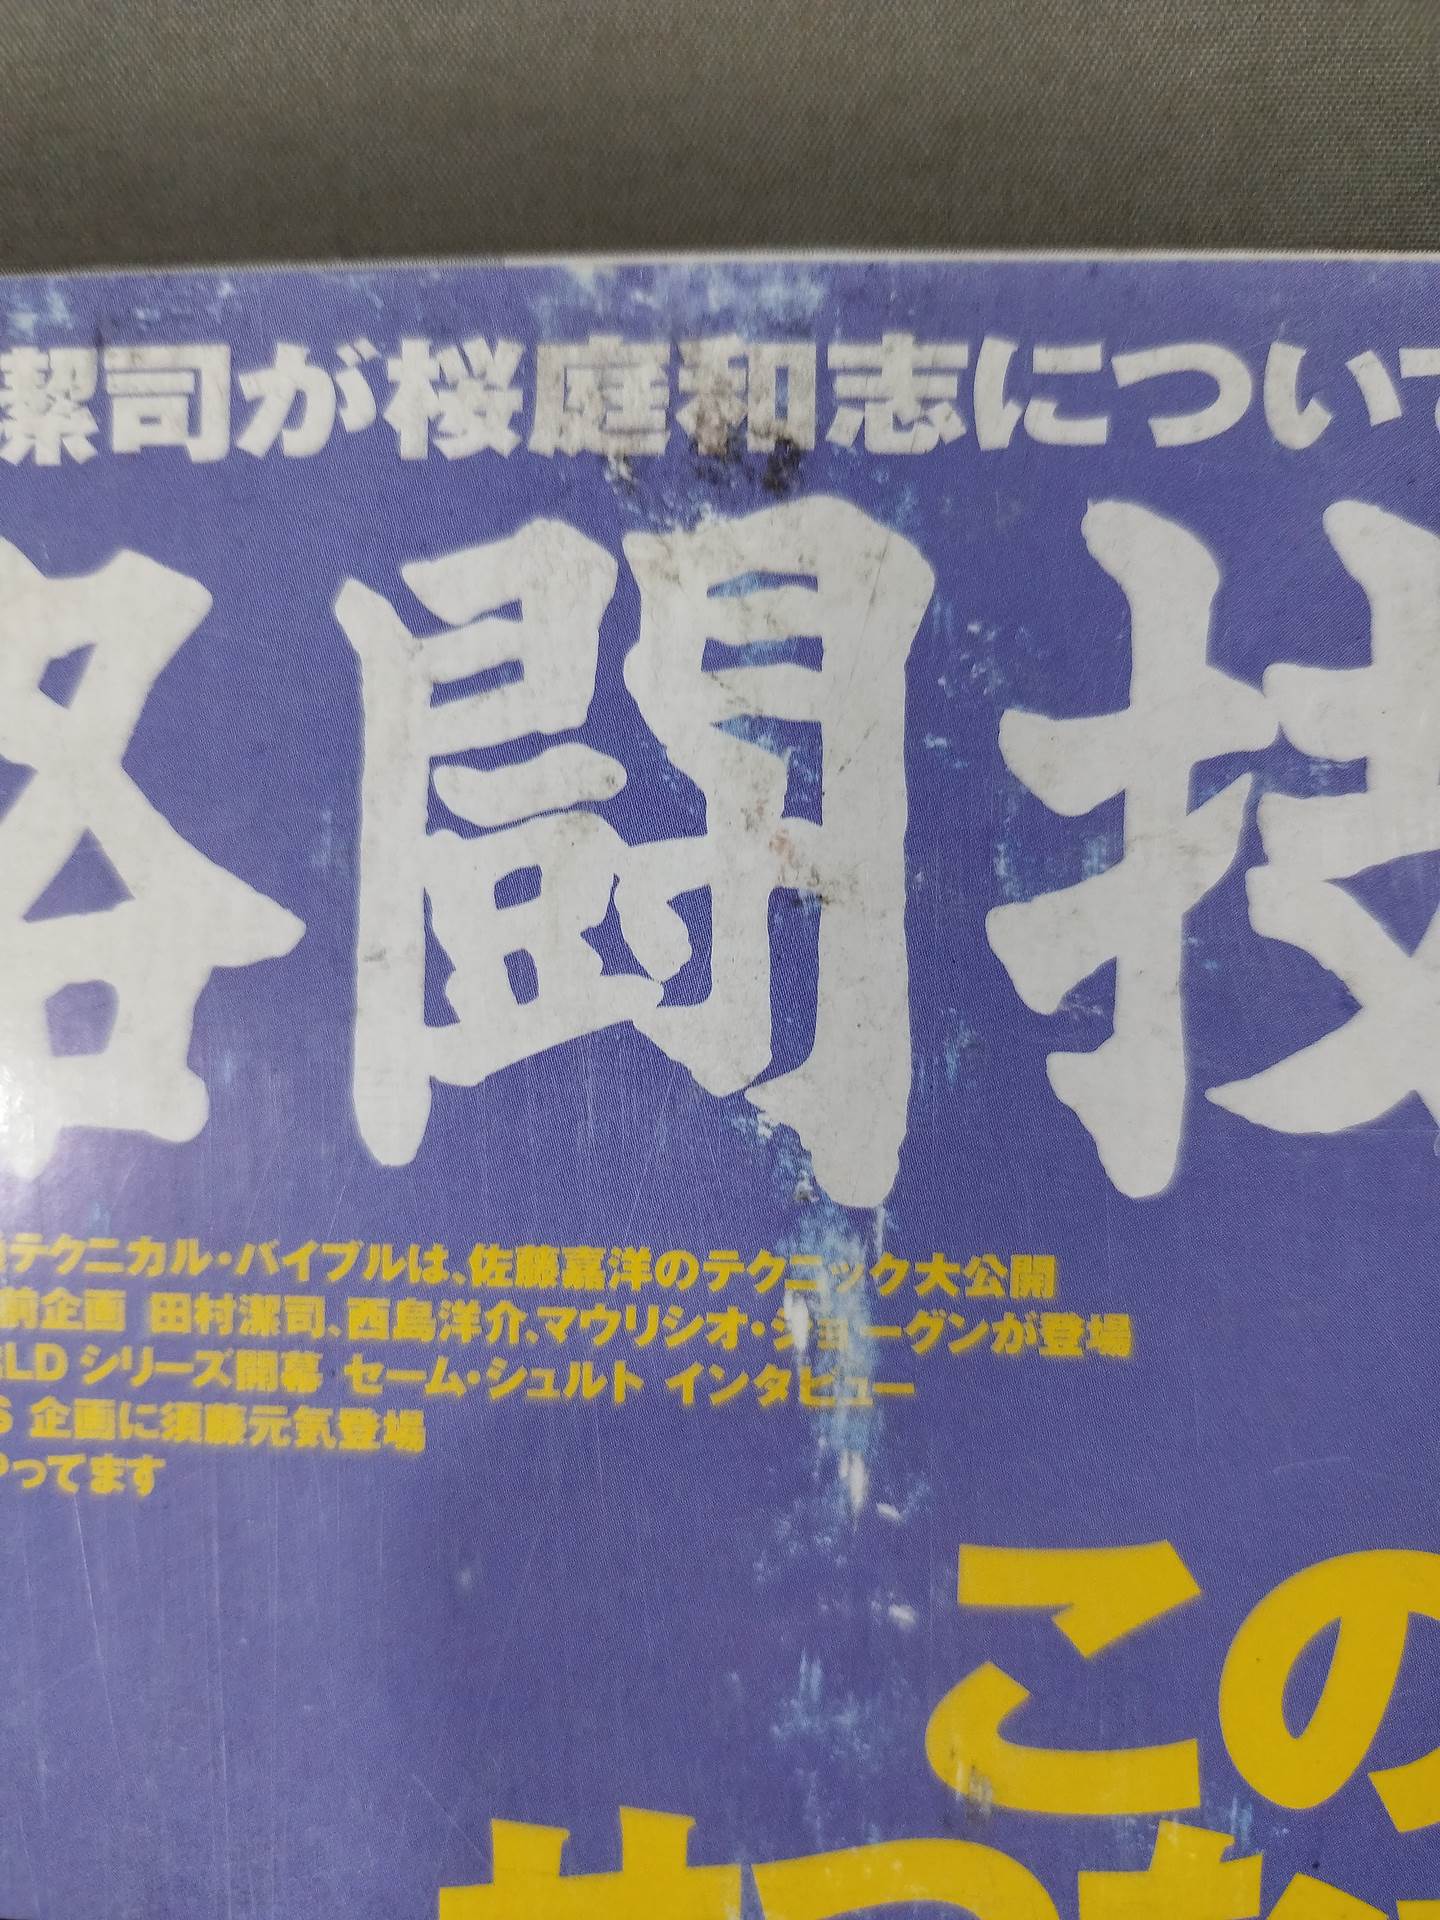 潔司が桜庭和志につい
格闘技
テクニカル・バイブルは、佐藤嘉洋のテクニック大公開
前企画 田村潔司、西島洋介、マウリシオ・ショーグンが登場
LD シリーズ開幕 セーム・シュルト インタビュー
企画に須藤元気登場
ってます
この